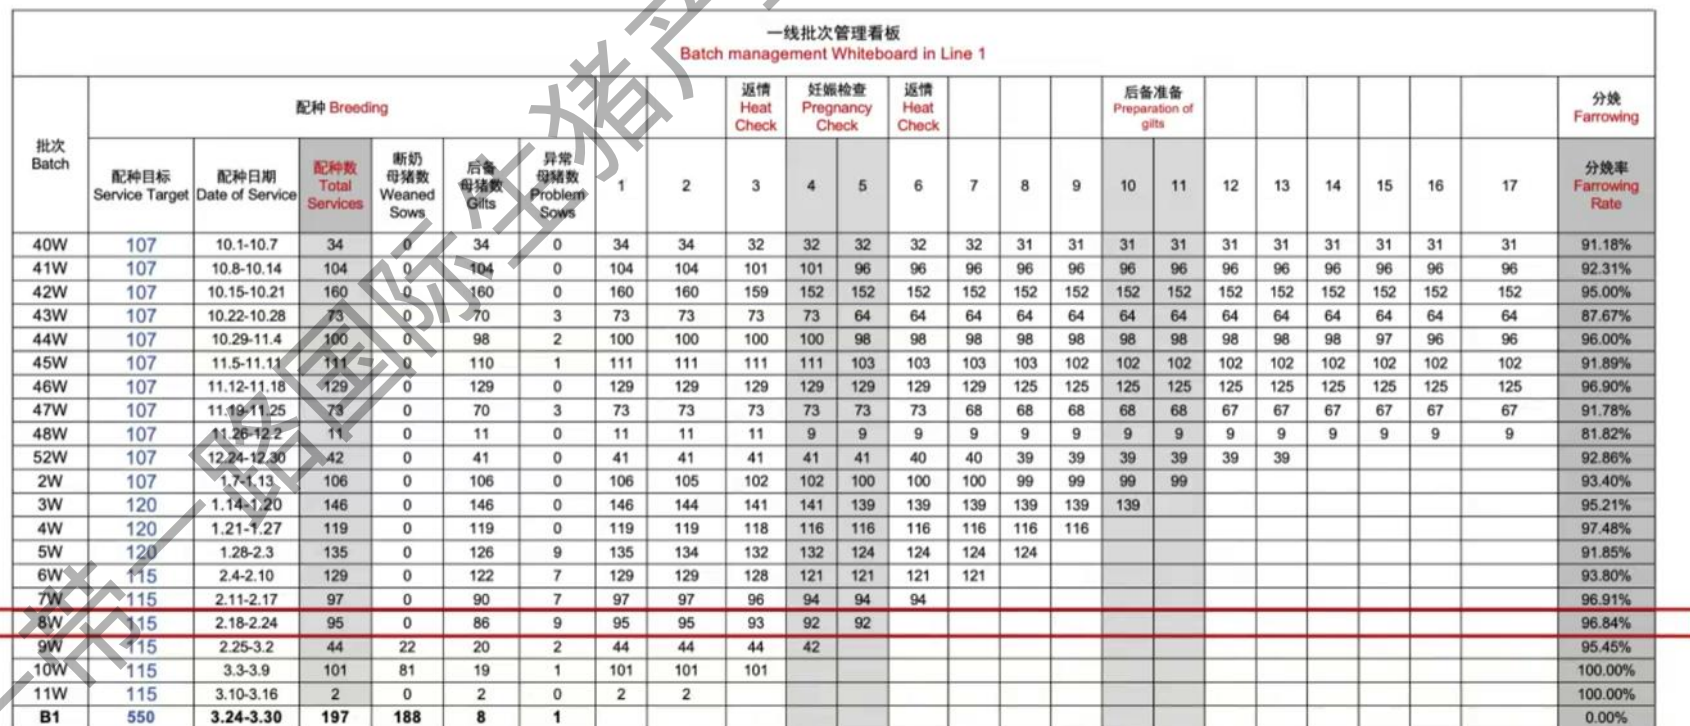 一线批次管理看板
Batch management Whiteboard in Line 1
批次 Batch
配种 Breeding
返情 Heat Check
妊娠检查 Pregnancy Check
返情 Heat Check
后备准备 Preparation of gilts
分娩 Farrowing
配种目标 Service Target 配种日期 Date of Service 配种数 Total Services 断奶母猪数 Weaned Sows 后备母猪数 Gilts 异常母猪数 Problem Sows 1 2 3 4 5 6 7 8 9 10 11 12 13 14 15 16 17 分娩率 Farrowing Rate
40W 107 10.1-10.7 34 0 34 0 34 34 32 32 32 32 32 31 31 31 31 31 31 31 31 31 31 91.18%
41W 107 10.8-10.14 104 0 104 0 104 104 101 101 96 96 96 96 96 96 96 96 96 96 96 96 96 92.31%
42W 107 10.15-10.21 160 0 160 0 160 160 159 152 152 152 152 152 152 152 152 152 152 152 152 152 152 95.00%
43W 107 10.22-10.28 73 0 70 3 73 73 73 73 64 64 64 64 64 64 64 64 64 64 64 64 64 87.67%
44W 107 10.29-11.4 100 0 98 2 100 100 100 100 98 98 98 98 98 98 98 98 98 98 97 96 96 96.00%
45W 107 11.5-11.11 111 0 110 1 111 111 111 111 103 103 103 103 102 102 102 102 102 102 102 102 102 91.89%
46W 107 11.12-11.18 129 0 129 0 129 129 129 129 129 129 129 125 125 125 125 125 125 125 125 125 125 96.90%
47W 107 11.19-11.25 73 0 70 3 73 73 73 73 73 73 68 68 68 68 68 67 67 67 67 67 67 91.78%
48W 107 11.26-12.2 11 0 11 0 11 11 11 9 9 9 9 9 9 9 9 9 9 9 9 9 9 81.82%
52W 107 12.24-12.30 42 0 41 0 41 41 41 41 41 40 40 39 39 39 39 39 39 92.86%
2W 107 1.7-1.13 106 0 106 0 106 105 102 102 100 100 100 99 99 99 99 93.40%
3W 120 1.14-1.20 146 0 146 0 146 144 141 141 139 139 139 139 139 139 95.21%
4W 120 1.21-1.27 119 0 119 0 119 119 118 116 116 116 116 116 116 97.48%
5W 120 1.28-2.3 135 0 126 9 135 134 132 132 124 124 124 124 91.85%
6W 115 2.4-2.10 129 0 122 7 129 129 128 121 121 121 121 93.80%
7W 115 2.11-2.17 97 0 90 7 97 97 96 94 94 94 96.91%
8W 115 2.18-2.24 95 0 86 9 95 95 93 92 92 96.84%
9W 115 2.25-3.2 44 22 20 2 44 44 44 42 95.45%
10W 115 3.3-3.9 101 81 19 1 101 101 101 100.00%
11W 115 3.10-3.16 2 0 2 0 2 2 100.00%
B1 550 3.24-3.30 197 188 8 1 0.00%
一带一路国际生猪产